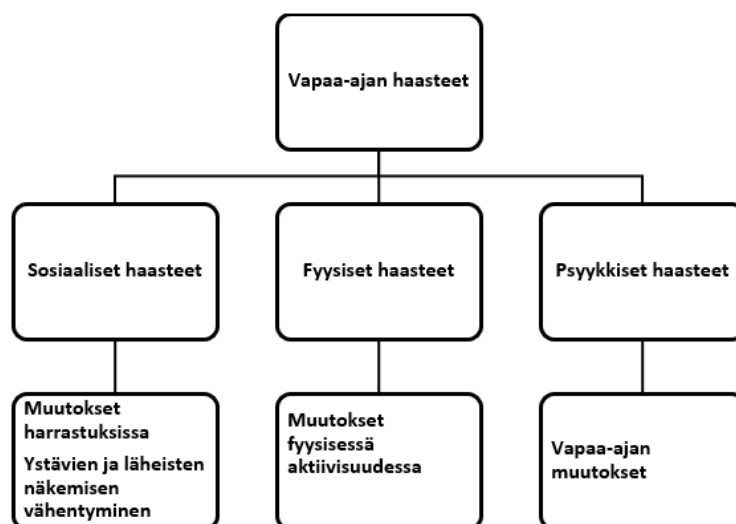 Vapaa-ajan haasteet
Sosiaaliset haasteet
Fyysiset haasteet
Psyykkiset haasteet
Muutokset
harrastuksissa
Ystävien ja läheisten
näkemisen
vähentyminen
Muutokset
fyysisessä
aktiivisuudessa
Vapaa-ajan
muutokset